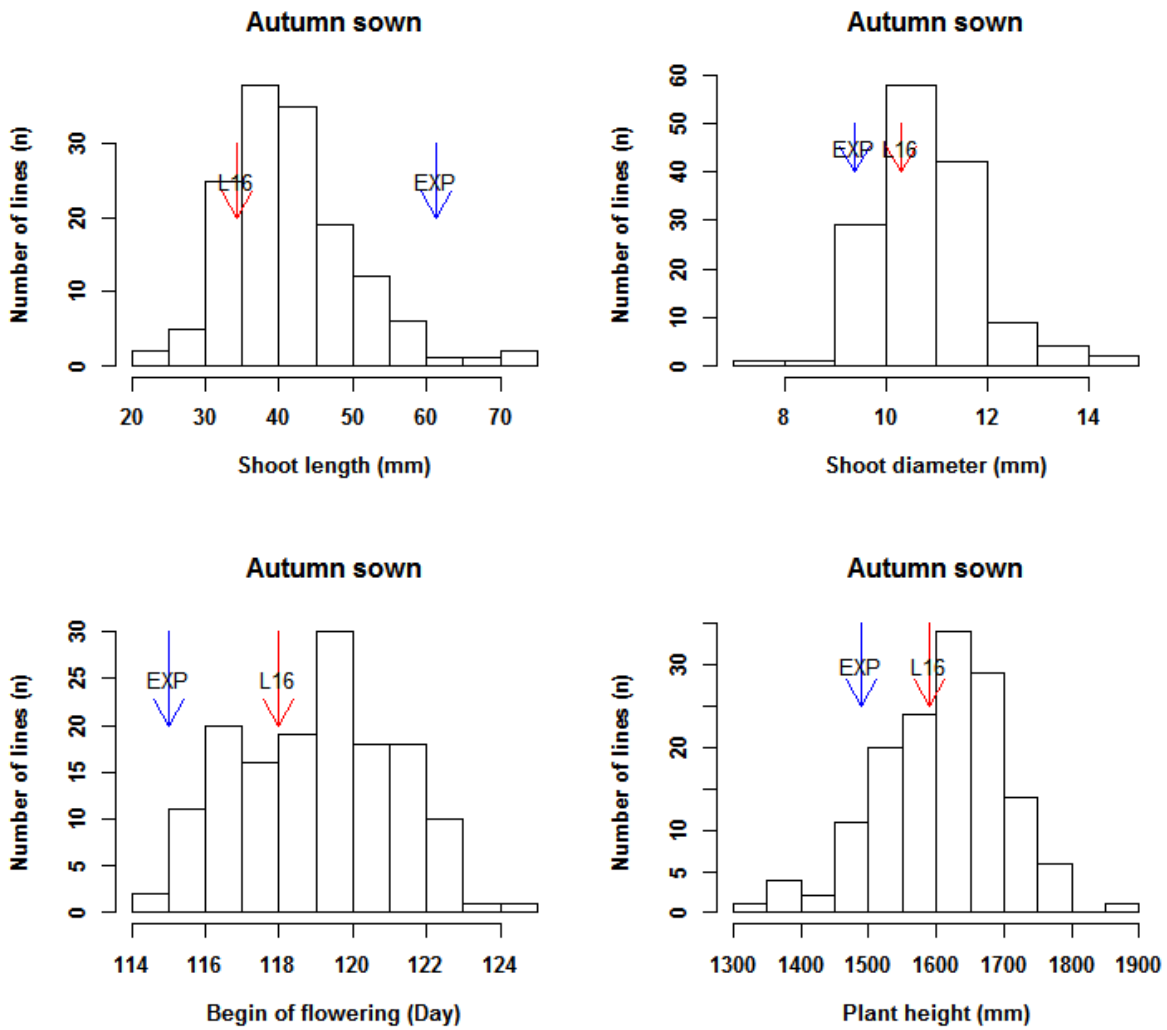 Autumn sown
Number of lines (n)
30
20
10
0
L16
EXP
20 30 40 50 60 70
Shoot length (mm)
Autumn sown
Number of lines (n)
60
50
40
30
20
10
0
EXP L16
8 10 12 14
Shoot diameter (mm)
Autumn sown
Number of lines (n)
30
25
20
15
10
5
0
EXP L16
114 116 118 120 122 124
Begin of flowering (Day)
Autumn sown
Number of lines (n)
30
20
10
5
0
EXP L16
1300 1400 1500 1600 1700 1800 1900
Plant height (mm)